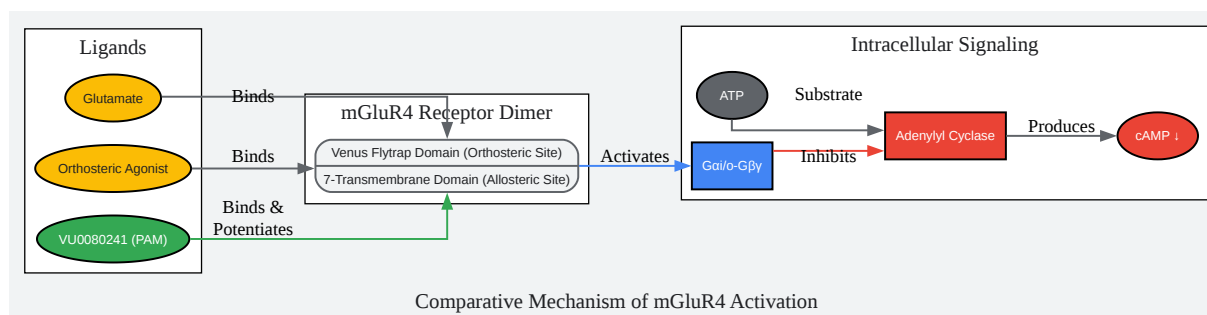 Ligands
Glutamate
Orthosteric Agonist
VU0080241 (PAM)
Binds
Binds
Binds &
Potentiates
mGluR4 Receptor Dimer
Venus Flytrap Domain (Orthosteric Site)
7-Transmembrane Domain (Allosteric Site)
Activates
Intracellular Signaling
ATP
Substrate
Gαi/o-Gβγ
Inhibits
Adenylyl Cyclase
Produces
cAMP ↓
Comparative Mechanism of mGluR4 Activation